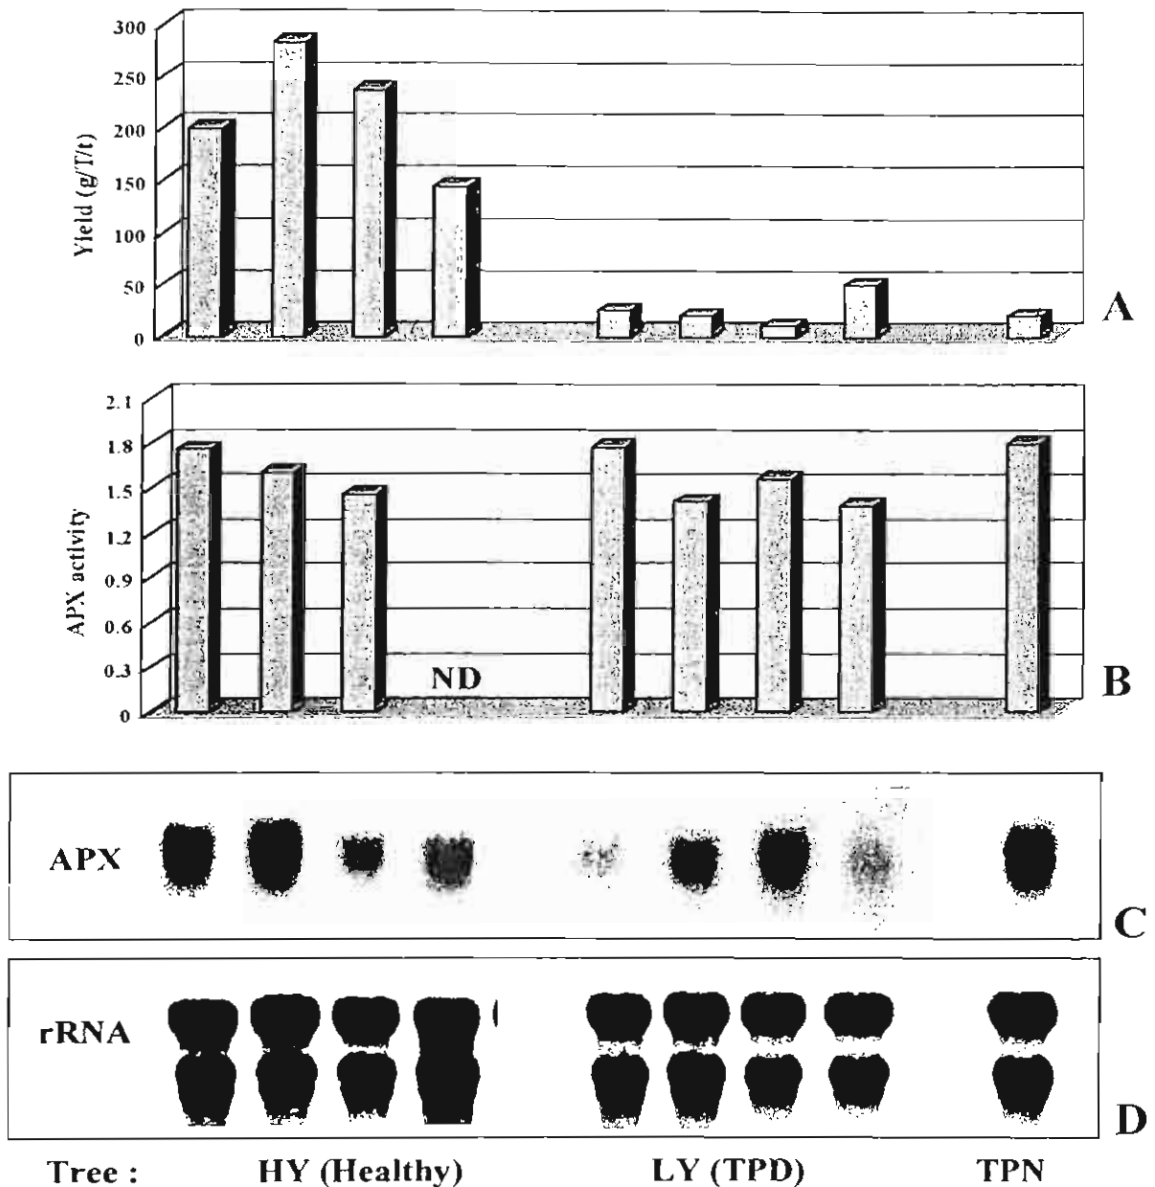 300
250
200
150
100
50
0
Yield (g/T/t)
A
2.1
1.8
1.5
1.2
0.9
0.6
0.3
0
APX activity
ND
B
APX
C
rRNA
D
Tree : HY (Healthy) LY (TPD) TPN